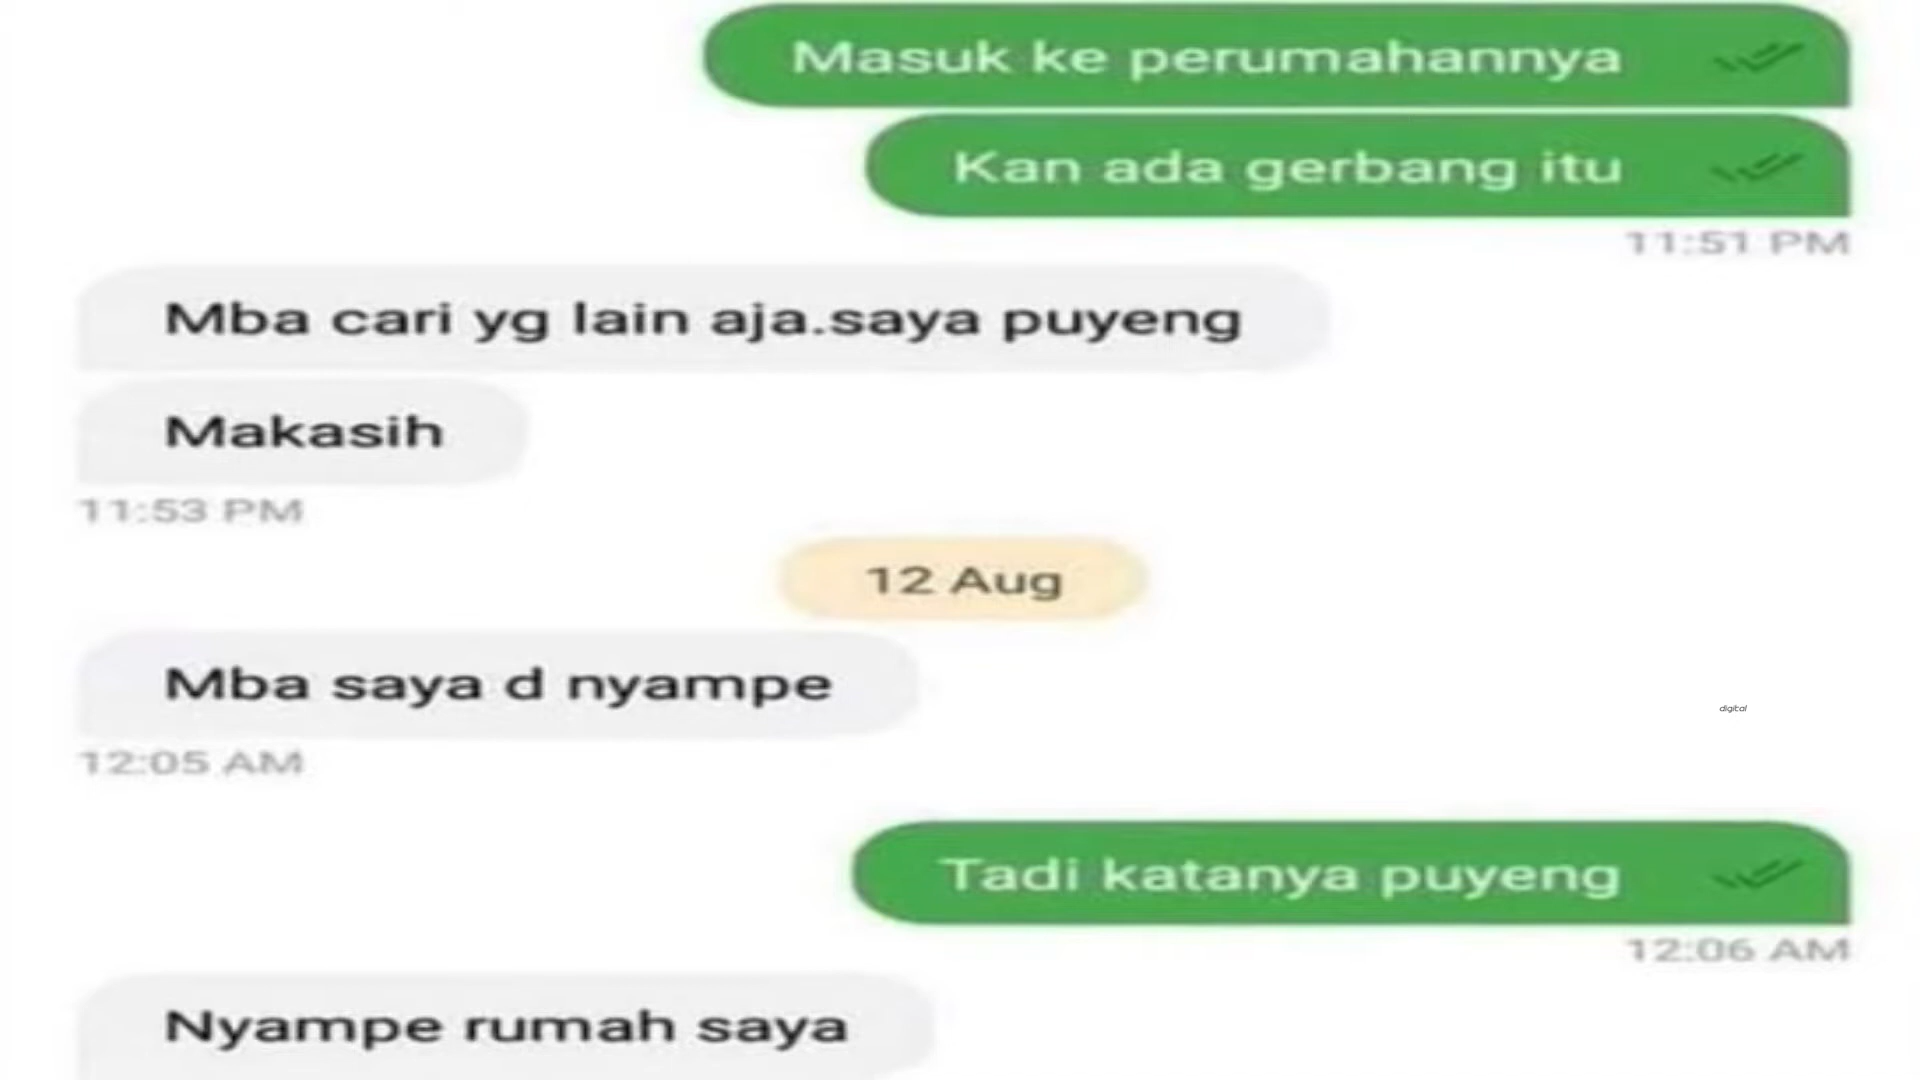 Masuk ke perumahannya
Kan ada gerbang itu
11:51 PM
Mba cari yg lain aja.saya puyeng
Makasih
11:53 PM
12 Aug
Mba saya d nyampe
12:05 AM
digital
Tadi katanya puyeng
12:06 AM
Nyampe rumah saya